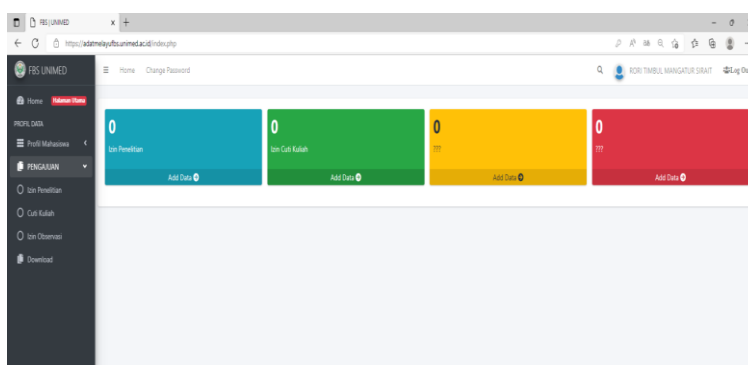 FBS | UNIMED
https://adatmelayufbs.unimed.ac.id/index.php
FBS UNIMED
Home Change Password
RORI TIMBUL MANGATUR SIRAIT Log Ou
Home Halaman Utama
PROFIL DATA
Profil Mahasiswa
PENGAJUAN
Izin Penelitian
Cuti Kuliah
Izin Observasi
Download
0
Izin Penelitian
Add Data
0
Izin Cuti Kuliah
Add Data
0
???
Add Data
0
???
Add Data